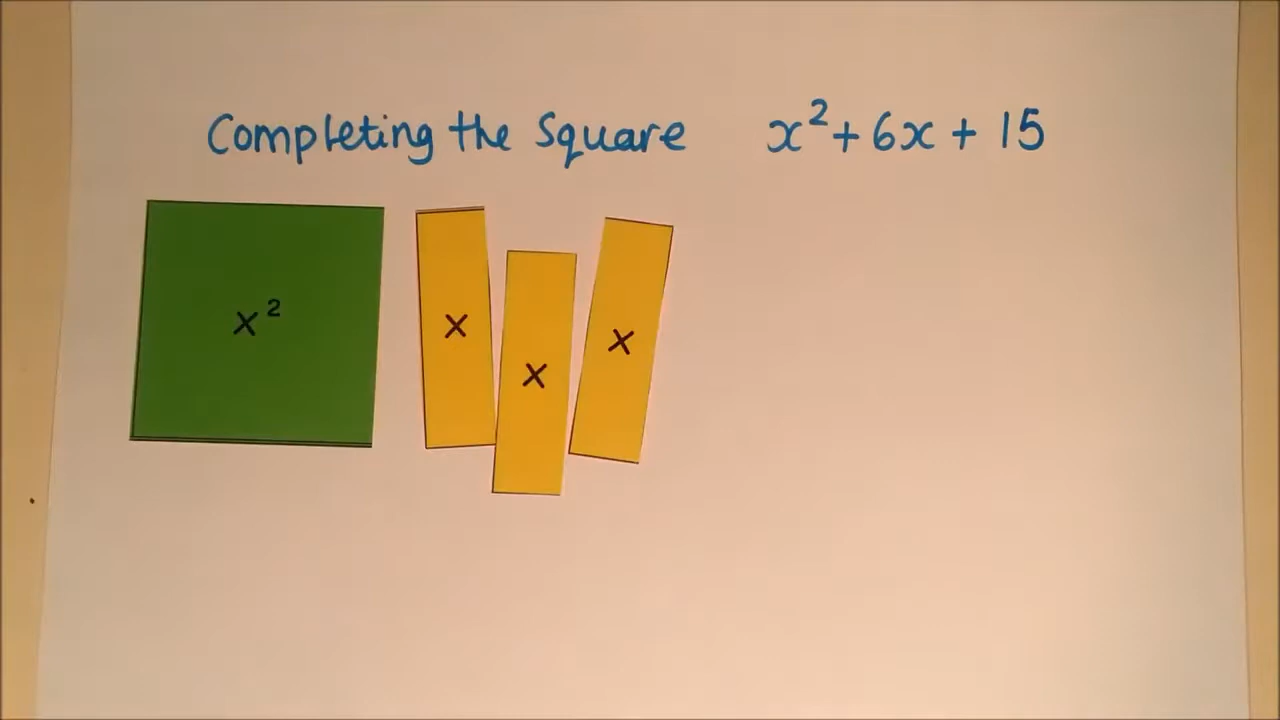 Completing the Square x² + 6x + 15
x²
x
x
x